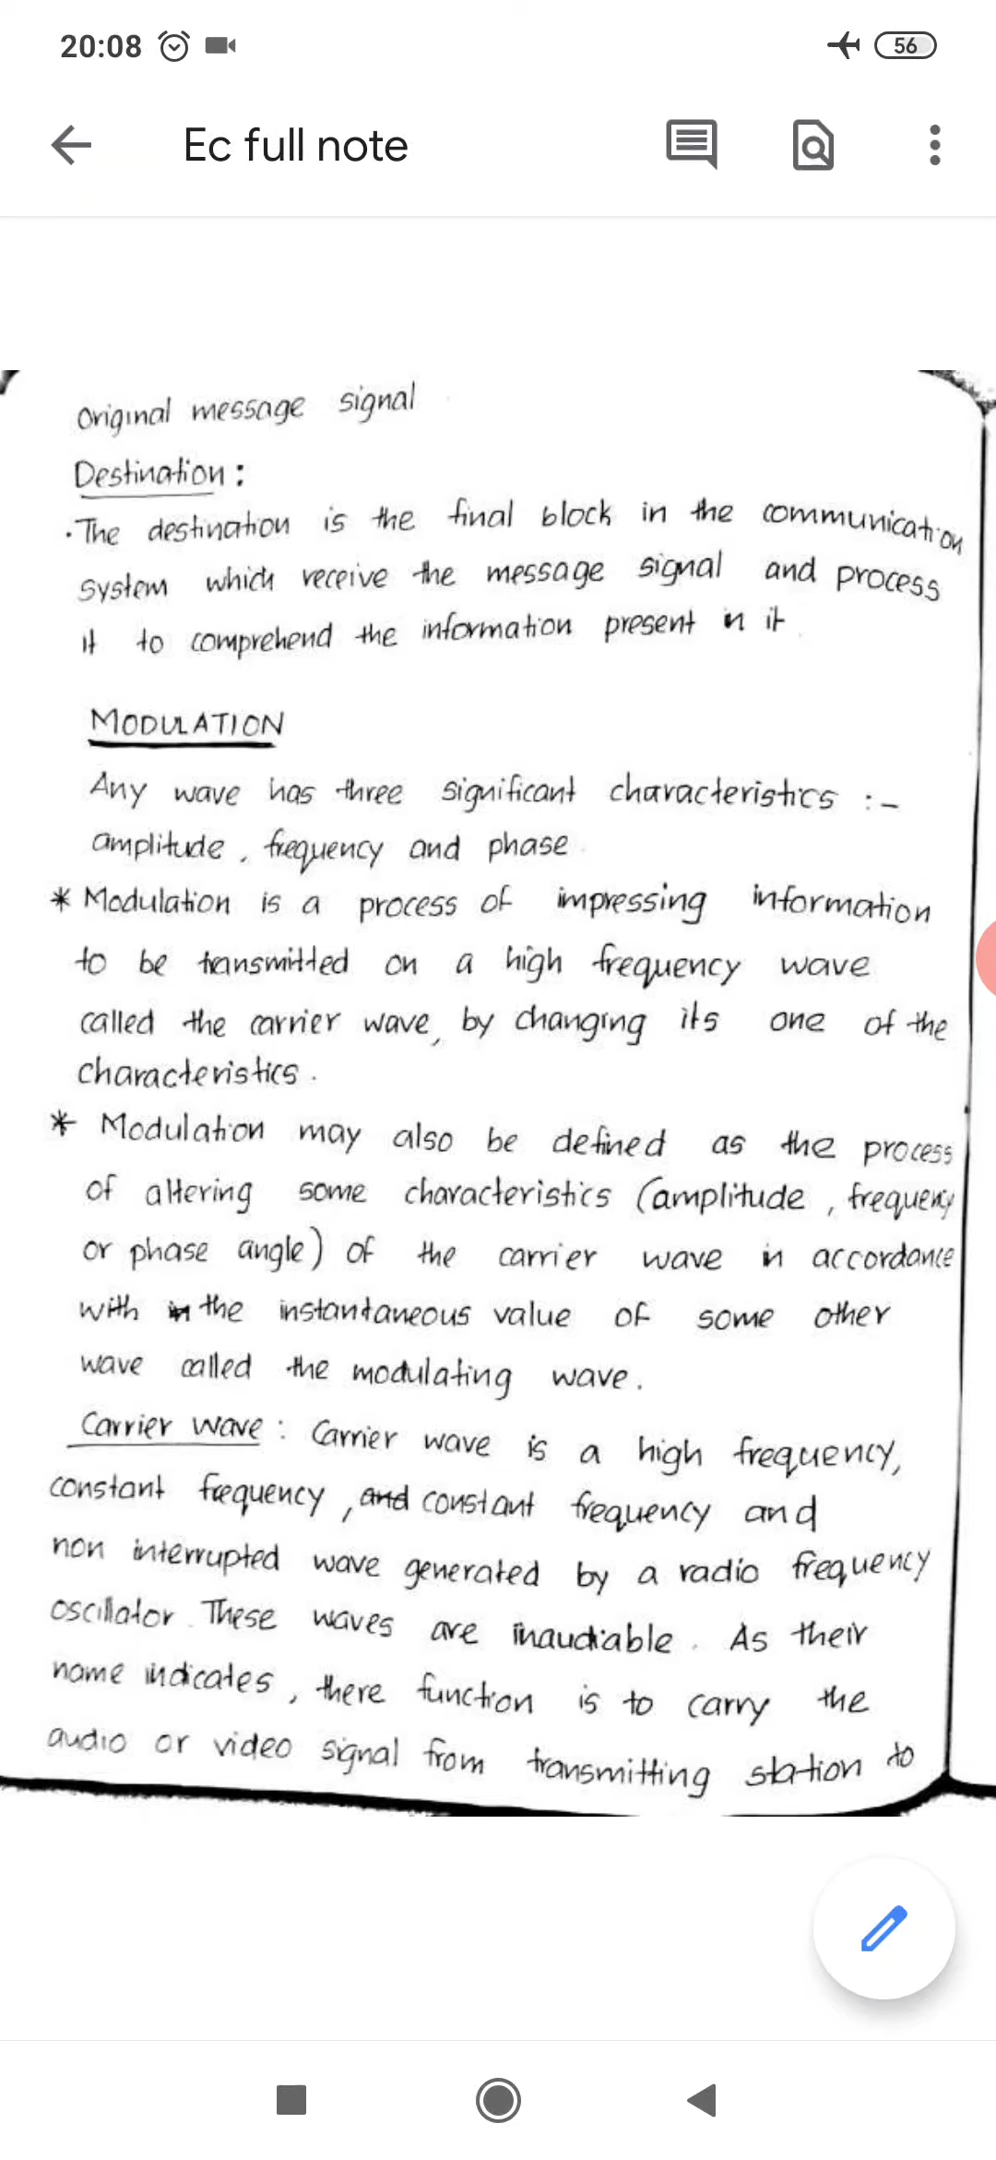 20:08
56
Ec full note
Original message signal
Destination :
. The destination is the final block in the communication
system which receive the message signal and process
it to comprehend the information present in it
MODULATION
Any wave has three significant characteristics :-
amplitude , frequency and phase .
* Modulation is a process of impressing information
to be transmitted on a high frequency wave
called the carrier wave, by changing its one of the
characteristics .
* Modulation may also be defined as the process
of altering some characteristics (amplitude , frequency
or phase angle) of the carrier wave in accordance
with in the instantaneous value of some other
wave called the modulating wave .
Carrier wave : Carrier wave is a high frequency,
constant frequency , and constant frequency and
non interrupted wave generated by a radio frequency
oscillator . These waves are inaudiable . As their
name indicates , there function is to carry the
audio or video signal from transmitting station to